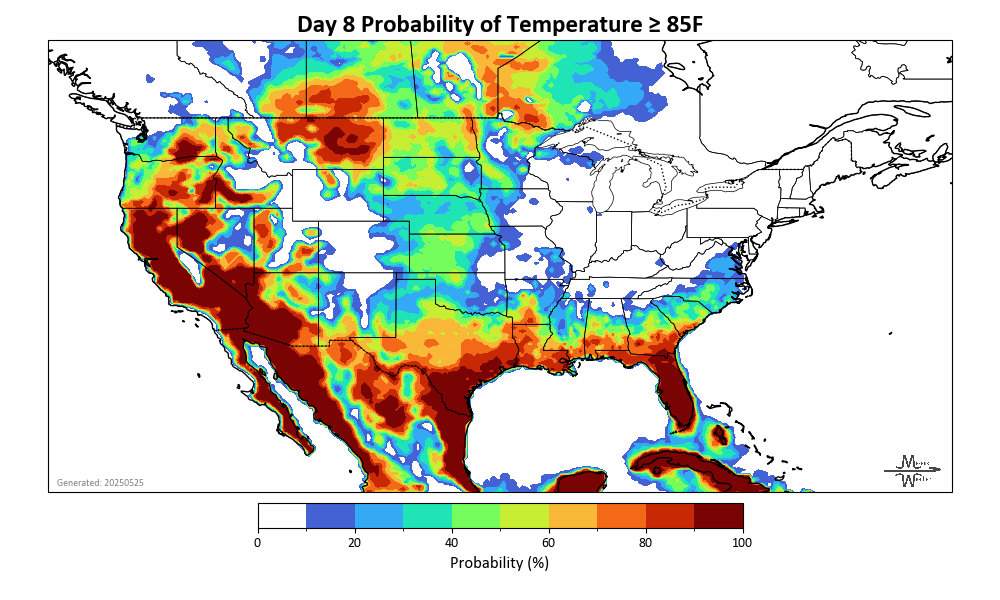 Day 8 Probability of Temperature ≥ 85F
Generated: 20250525
0 20 40 60 80 100
Probability (%)